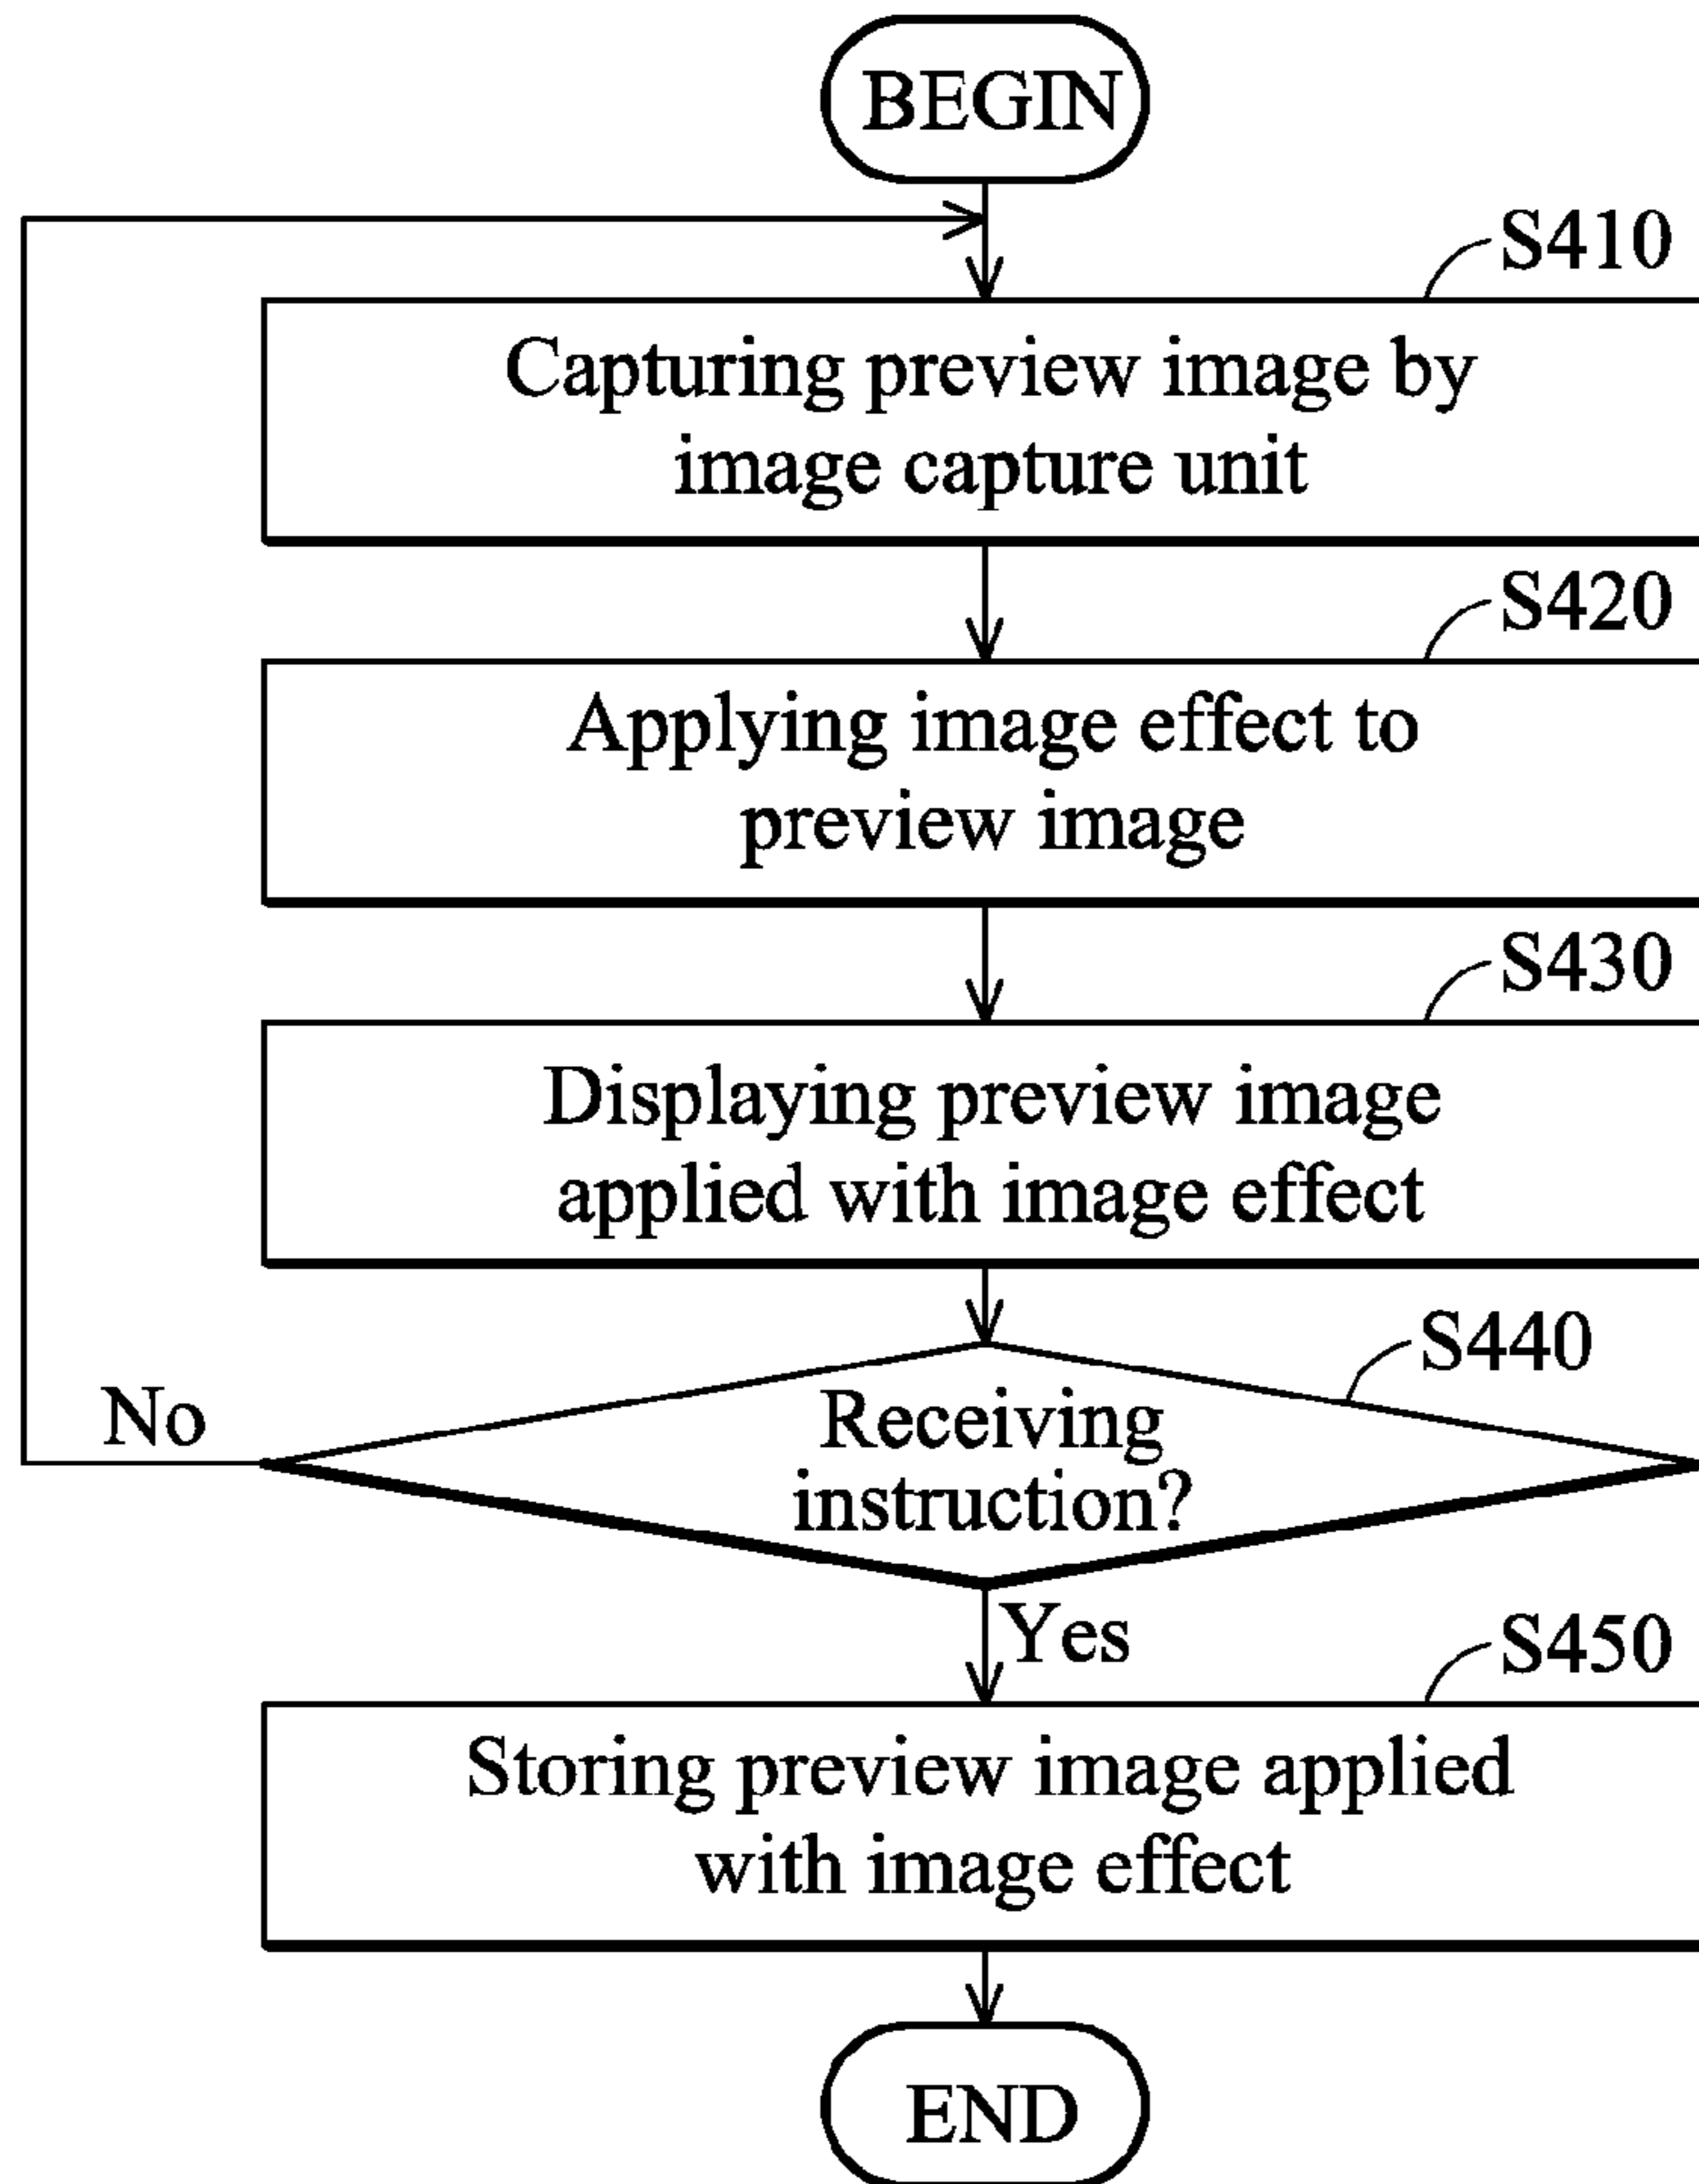 BEGIN
S410
Capturing preview image by
image capture unit
S420
Applying image effect to
preview image
S430
Displaying preview image
applied with image effect
S440
No
Receiving
instruction?
Yes
S450
Storing preview image applied
with image effect
END